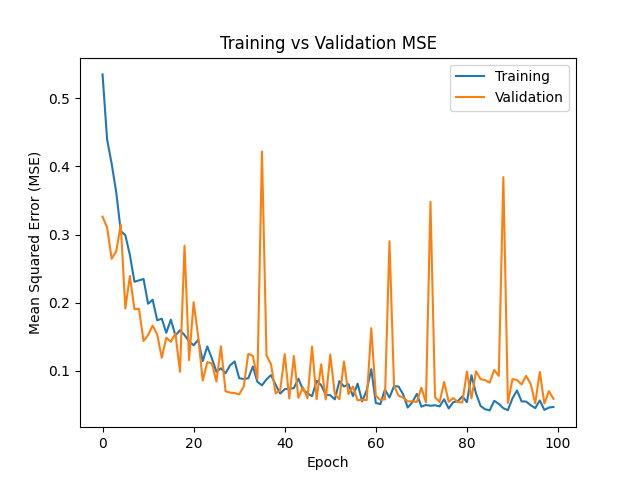 Training vs Validation MSE
Training
Validation
Mean Squared Error (MSE)
0.5
0.4
0.3
0.2
0.1
0
20
40
60
80
100
Epoch